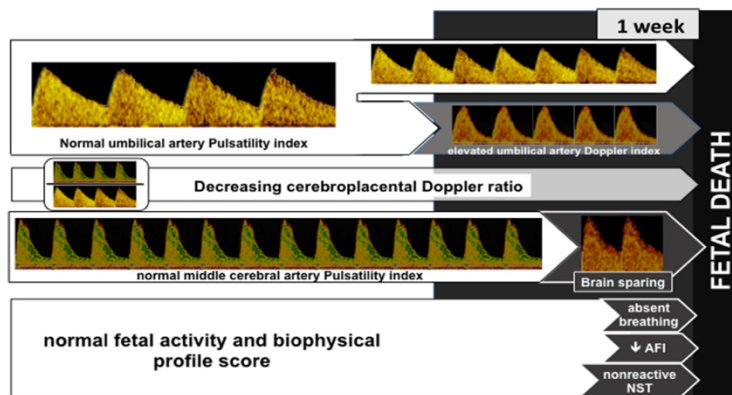 1 week
Normal umbilical artery Pulsatility index
elevated umbilical artery Doppler index
Decreasing cerebroplacental Doppler ratio
normal middle cerebral artery Pulsatility index
Brain sparing
normal fetal activity and biophysical
profile score
absent
breathing
↓ AFI
nonreactive
NST
FETAL DEATH